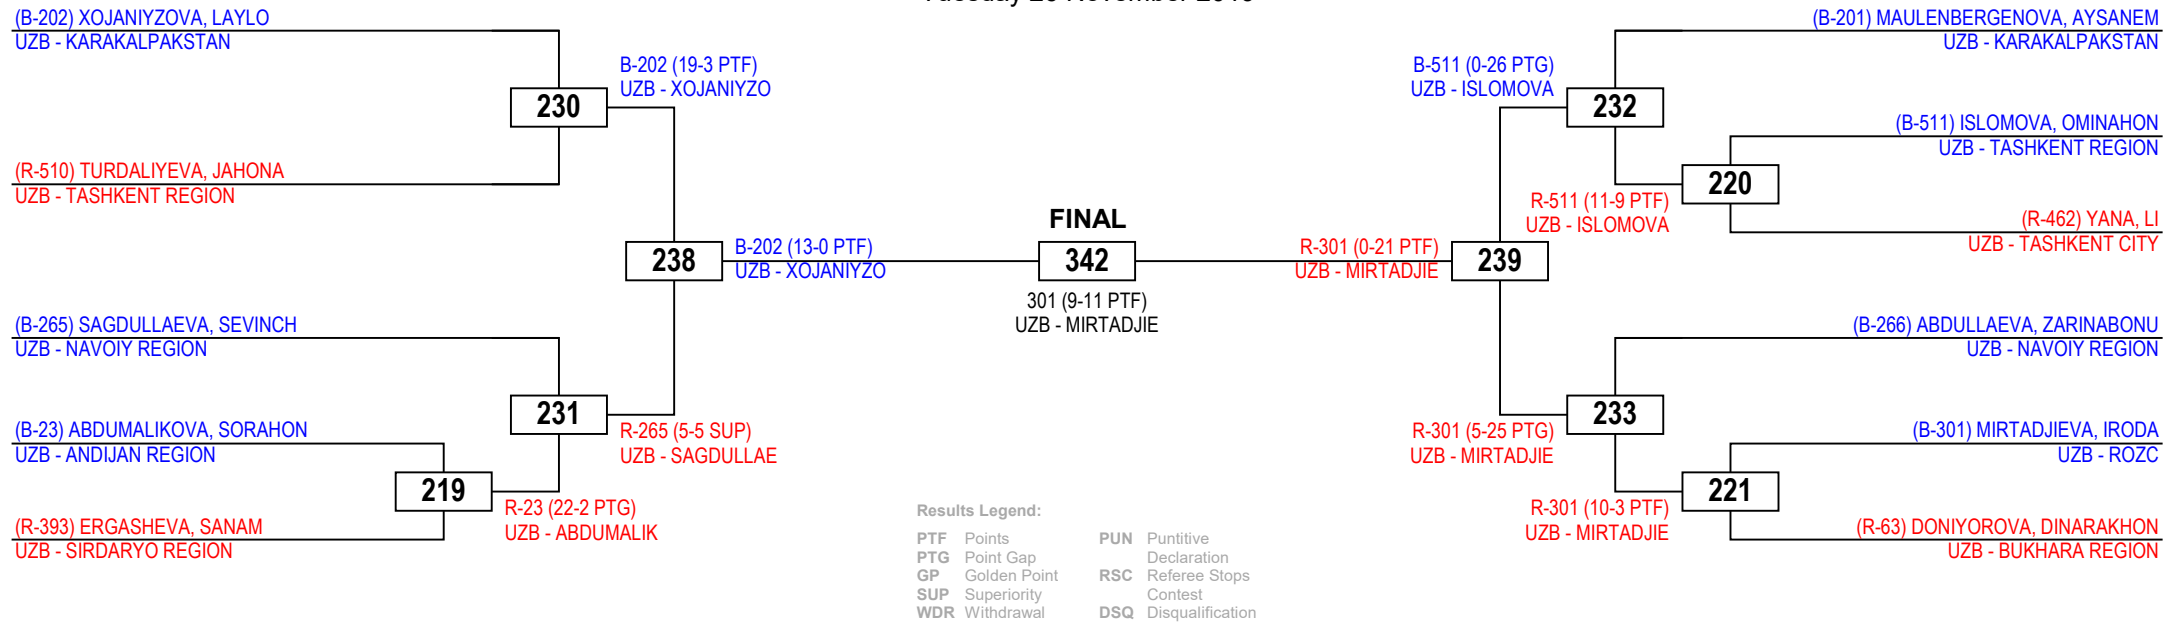 (B-202) XOJANIYZOVA, LAYLO
UZB - KARAKALPAKSTAN
B-202 (19-3 PTF)
UZB - XOJANIYZO
230
(R-510) TURDALIYEVA, JAHONA
UZB - TASHKENT REGION
238
B-202 (13-0 PTF)
UZB - XOJANIYZO
(B-265) SAGDULLAEVA, SEVINCH
UZB - NAVOIY REGION
231
R-265 (5-5 SUP)
UZB - SAGDULLAE
(B-23) ABDUMALIKOVA, SORAHON
UZB - ANDIJAN REGION
219
R-23 (22-2 PTG)
UZB - ABDUMALIK
(R-393) ERGASHEVA, SANAM
UZB - SIRDARYO REGION
FINAL
342
301 (9-11 PTF)
UZB - MIRTADJIE
(B-201) MAULENBERGENOVA, AYSANEM
UZB - KARAKALPAKSTAN
B-511 (0-26 PTG)
UZB - ISLOMOVA
232
(B-511) ISLOMOVA, OMINAHON
UZB - TASHKENT REGION
220
R-511 (11-9 PTF)
UZB - ISLOMOVA
(R-462) YANA, LI
UZB - TASHKENT CITY
R-301 (0-21 PTF)
UZB - MIRTADJIE
239
(B-266) ABDULLAEVA, ZARINABONU
UZB - NAVOIY REGION
233
R-301 (5-25 PTG)
UZB - MIRTADJIE
(B-301) MIRTADJIEVA, IRODA
UZB - ROZC
221
R-301 (10-3 PTF)
UZB - MIRTADJIE
(R-63) DONIYOROVA, DINARAKHON
UZB - BUKHARA REGION
Results Legend:
PTF Points
PTG Point Gap
GP Golden Point
SUP Superiority
WDR Withdrawal
PUN Puntitive
Declaration
RSC Referee Stops
Contest
DSQ Disqualification